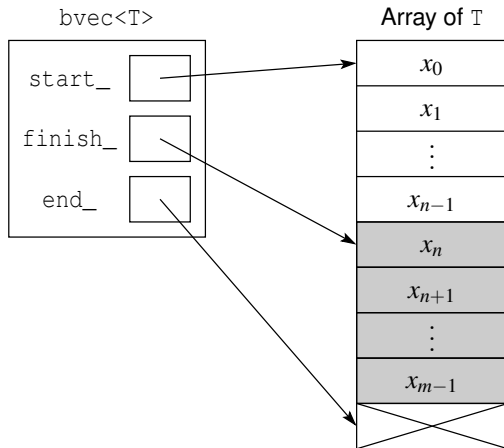 bvec<T>
start_
finish_
end_
Array of T
x₀
x₁
⋮
xₙ₋₁
xₙ
xₙ₊₁
⋮
xₘ₋₁